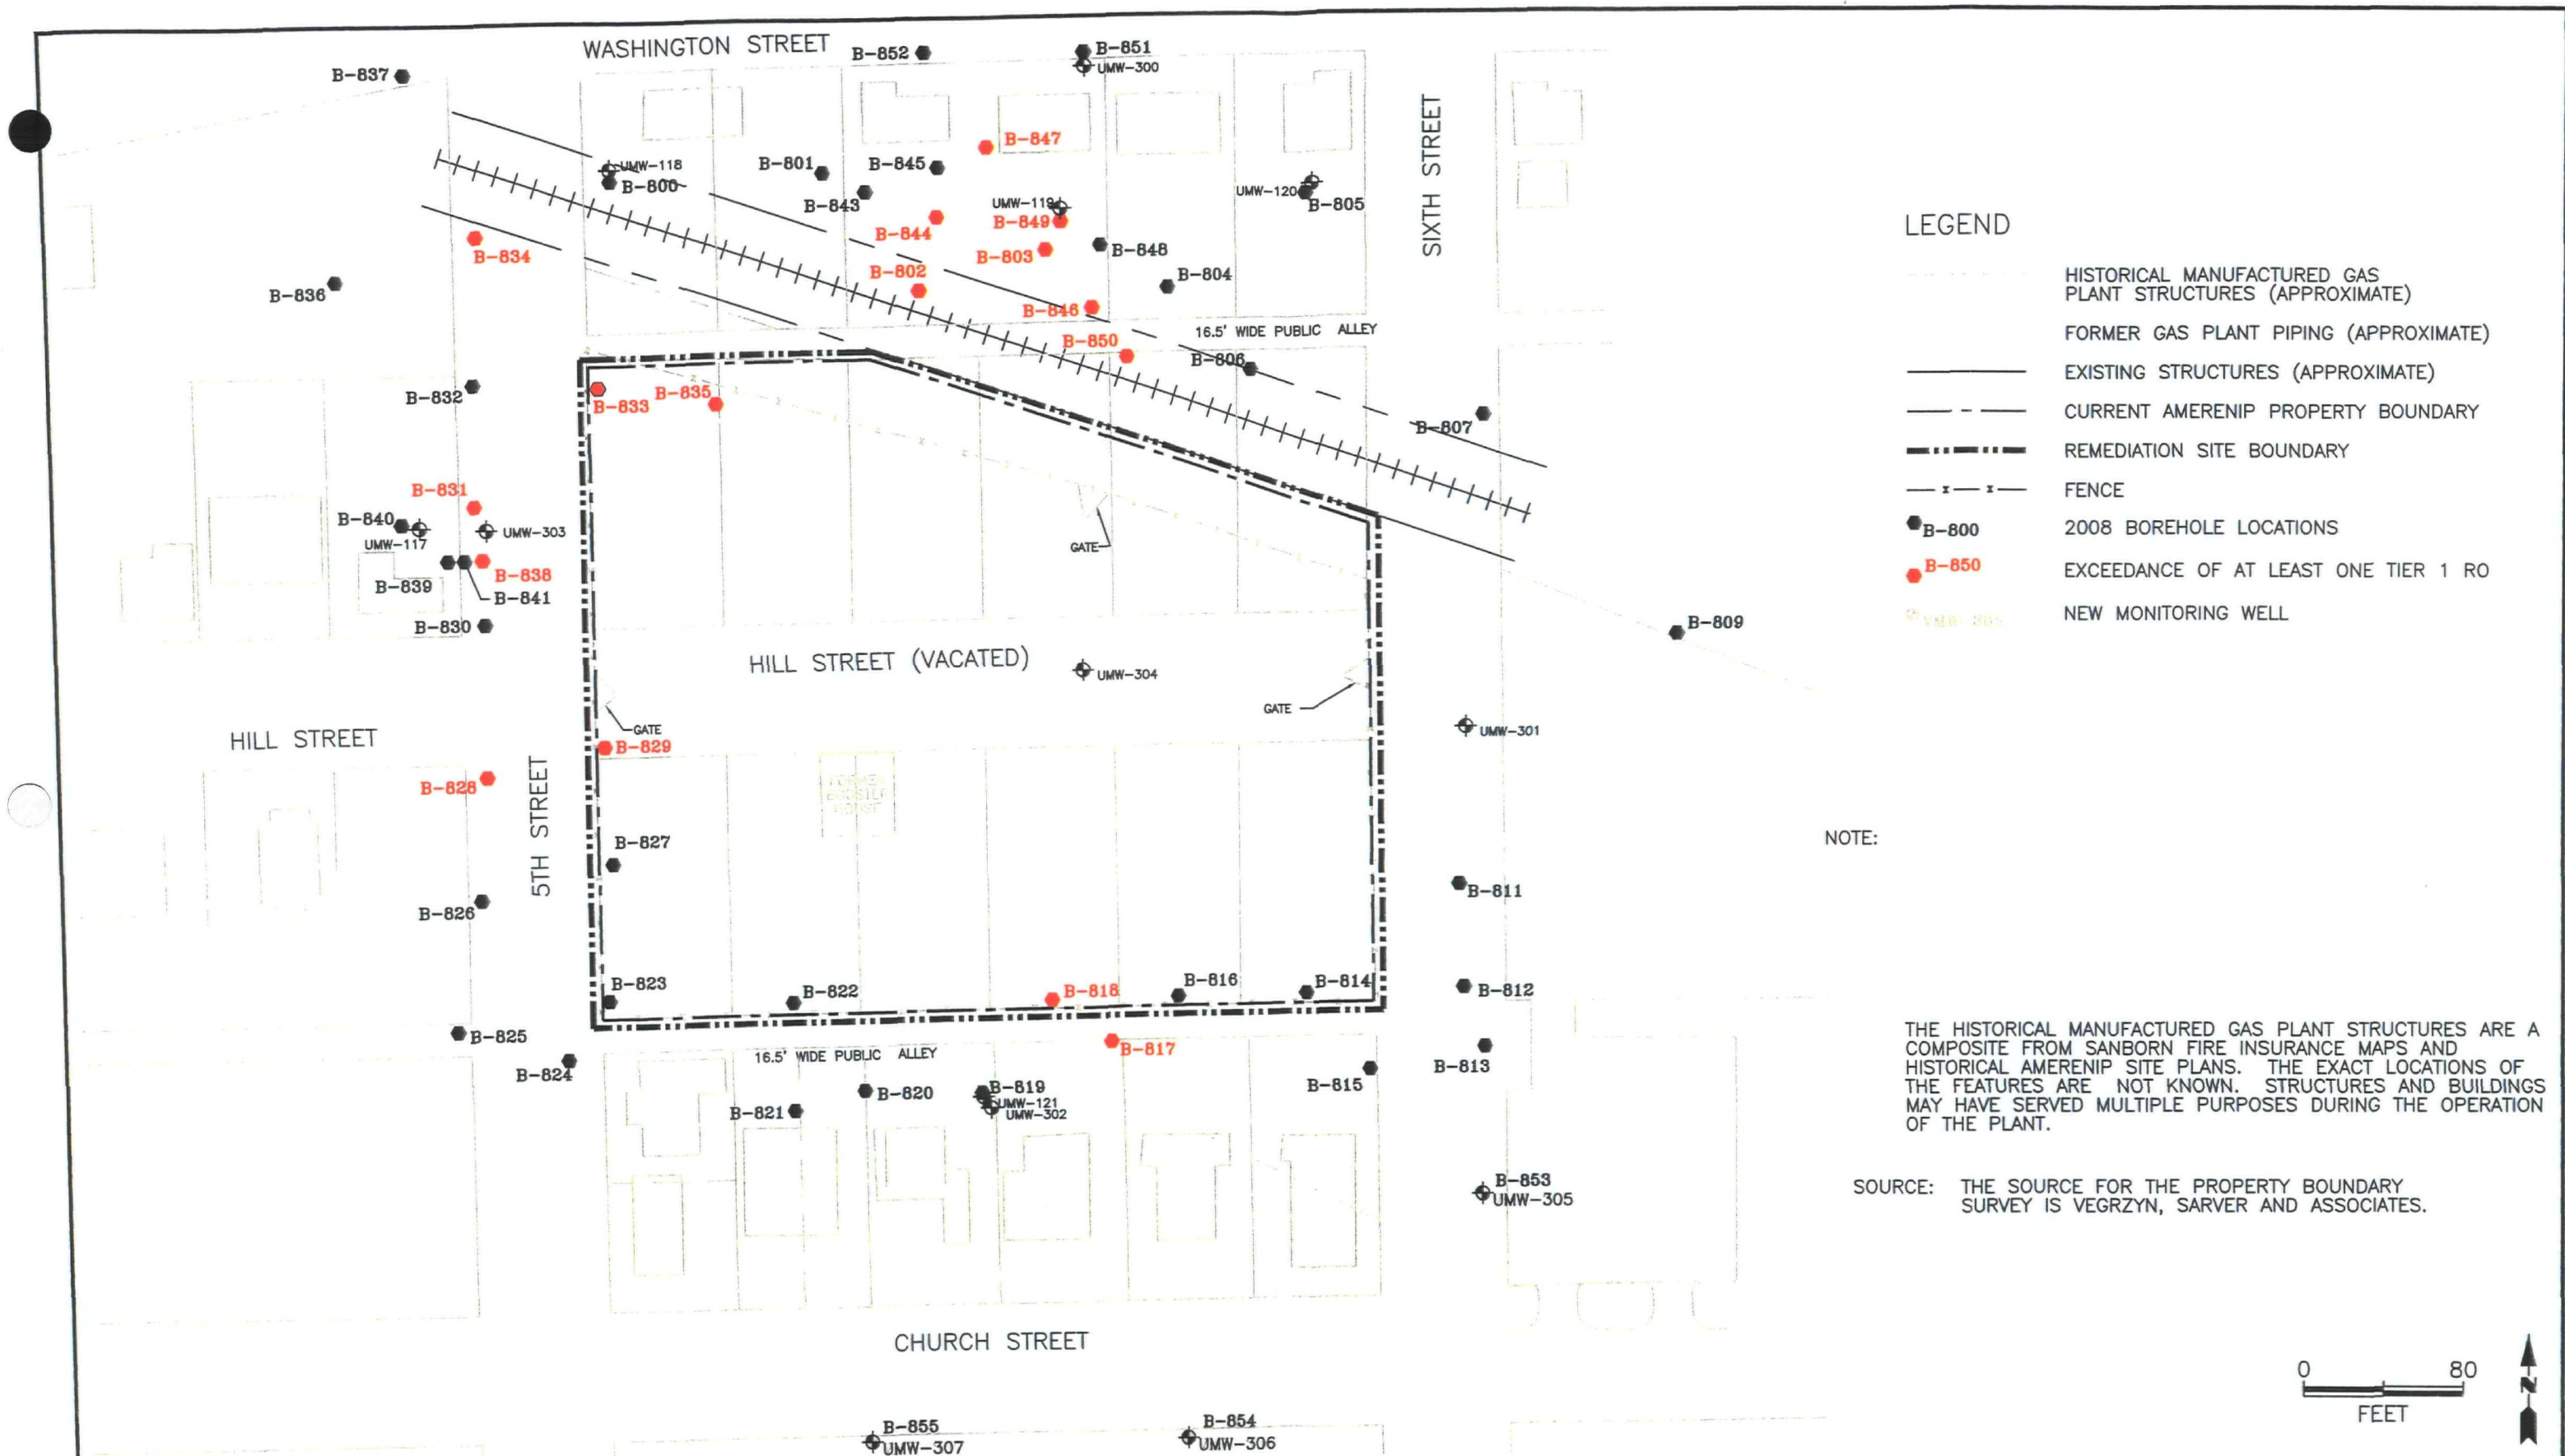 WASHINGTON STREET
B-852
B-851
UMW-300
B-837
B-847
UMW-118
B-800
B-801
B-845
B-843
UMW-119
B-849
B-844
B-803
B-848
UMW-120
B-805
SIXTH STREET
B-834
B-836
B-802
B-804
B-846
16.5' WIDE PUBLIC ALLEY
B-850
B-806
B-807
B-832
B-833
B-835
B-831
B-840
UMW-117
UMW-303
B-839
B-838
B-841
B-830
GATE
HILL STREET (VACATED)
UMW-304
GATE
B-809
UMW-301
HILL STREET
GATE
B-829
B-828
5TH STREET
FORMER
BOOSTER
HOUSE
B-827
B-826
B-811
B-823
B-822
B-818
B-816
B-814
B-812
B-825
B-824
16.5' WIDE PUBLIC ALLEY
B-817
B-815
B-813
B-821
B-820
B-819
UMW-121
UMW-302
B-853
UMW-305
CHURCH STREET
B-855
UMW-307
B-854
UMW-306
LEGEND
HISTORICAL MANUFACTURED GAS
PLANT STRUCTURES (APPROXIMATE)
FORMER GAS PLANT PIPING (APPROXIMATE)
EXISTING STRUCTURES (APPROXIMATE)
CURRENT AMERENIP PROPERTY BOUNDARY
REMEDIATION SITE BOUNDARY
FENCE
B-800 2008 BOREHOLE LOCATIONS
B-850 EXCEEDANCE OF AT LEAST ONE TIER 1 RO
NEW MONITORING WELL
NOTE:
THE HISTORICAL MANUFACTURED GAS PLANT STRUCTURES ARE A
COMPOSITE FROM SANBORN FIRE INSURANCE MAPS AND
HISTORICAL AMERENIP SITE PLANS. THE EXACT LOCATIONS OF
THE FEATURES ARE NOT KNOWN. STRUCTURES AND BUILDINGS
MAY HAVE SERVED MULTIPLE PURPOSES DURING THE OPERATION
OF THE PLANT.
SOURCE: THE SOURCE FOR THE PROPERTY BOUNDARY
SURVEY IS VEGRZYN, SARVER AND ASSOCIATES.
0 80
FEET
N